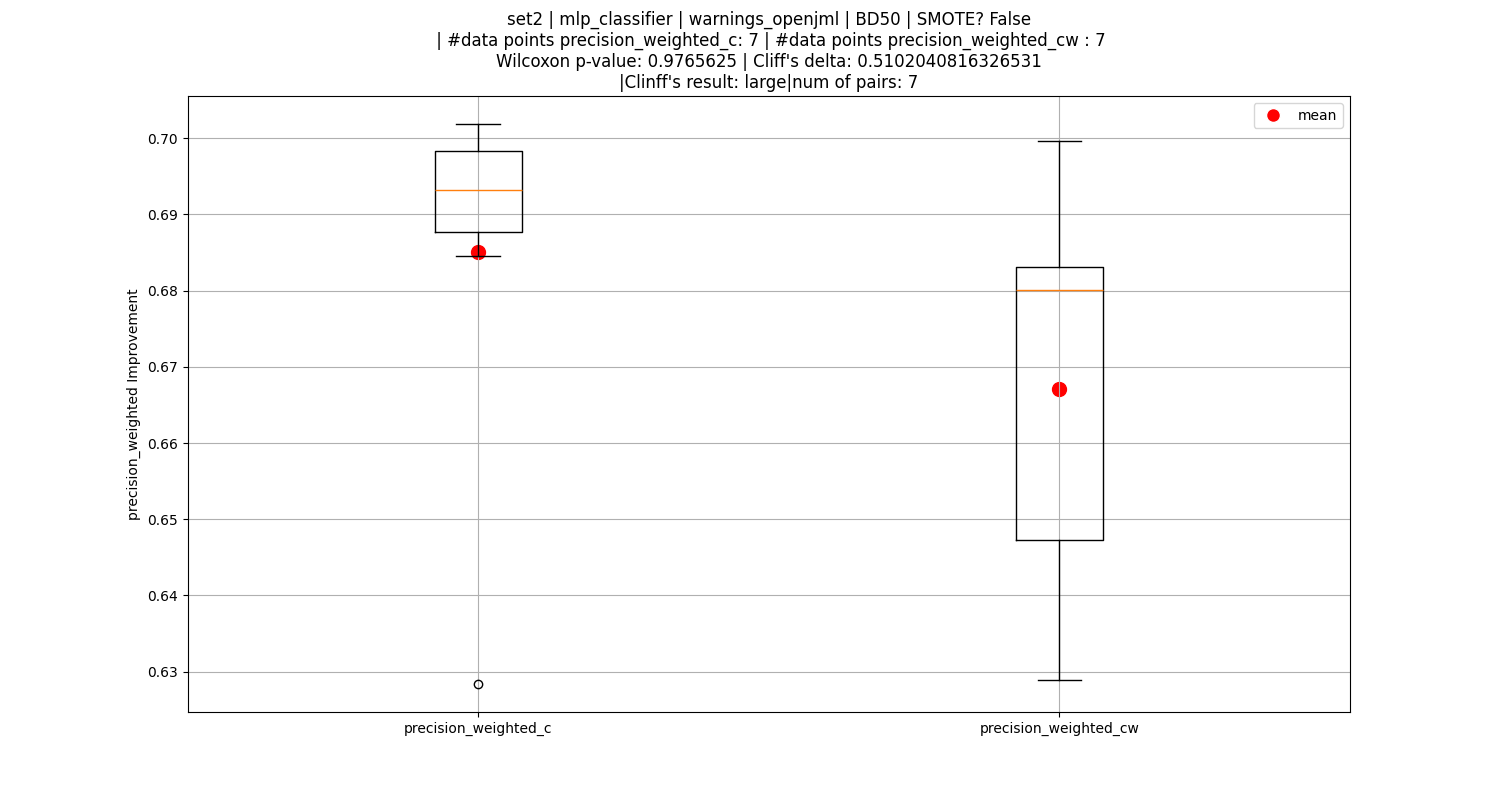 set2 | mlp_classifier | warnings_openjml | BD50 | SMOTE? False
| #data points precision_weighted_c: 7 | #data points precision_weighted_cw : 7
Wilcoxon p-value: 0.9765625 | Cliff's delta: 0.5102040816326531
|Clinff's result: large|num of pairs: 7
mean
precision_weighted Improvement
0.70
0.69
0.68
0.67
0.66
0.65
0.64
0.63
precision_weighted_c
precision_weighted_cw